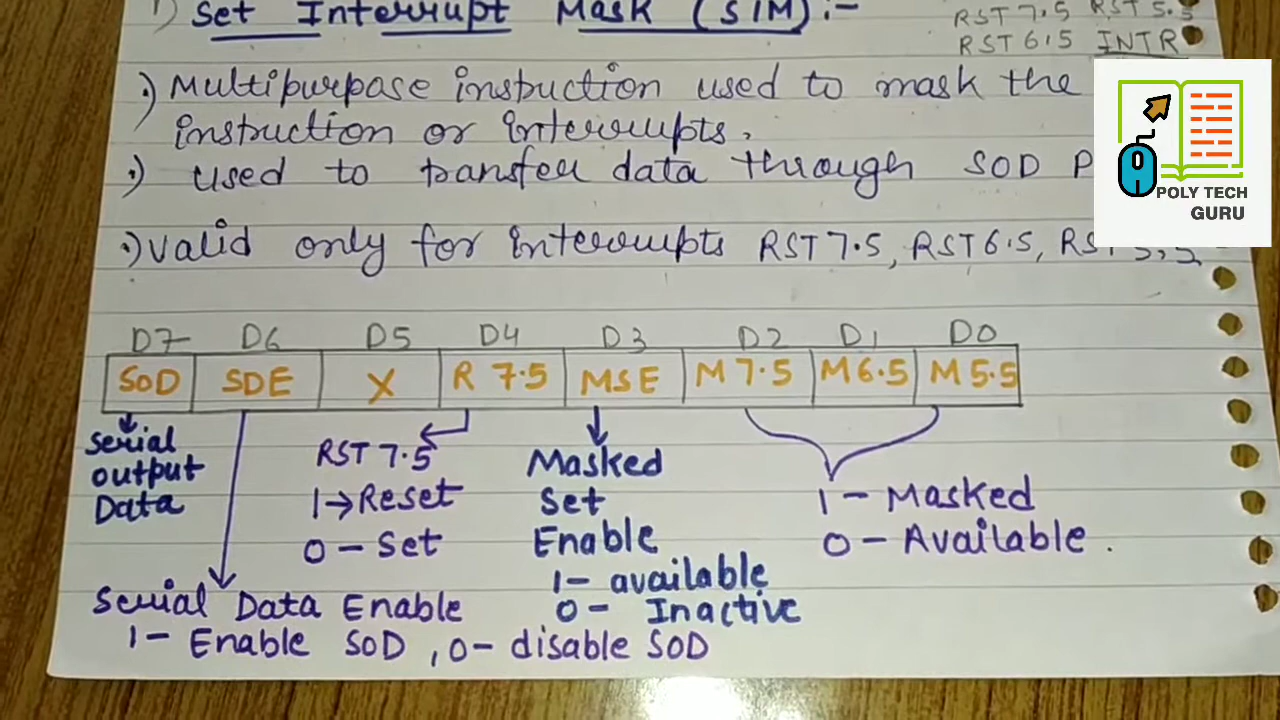 1) Set Interrupt Mask (SIM):-
RST 7.5 RST 5.5
RST 6.5 INTR
·) Multipurpose instruction used to mask the
instruction or interrupts.
·) used to transfer data through SOD P
·) Valid only for interrupts RST 7.5, RST 6.5, RST 5.5
POLY TECH
GURU
D7 D6 D5 D4 D3 D2 D1 D0
SOD SDE X R 7.5 MSE M 7.5 M 6.5 M 5.5
Serial
output
Data
RST 7.5
1→Reset
0 - Set
Masked
Set
Enable
1- available
0- Inactive
1 - Masked
0 - Available.
Serial Data Enable
1- Enable SOD, 0- disable SOD